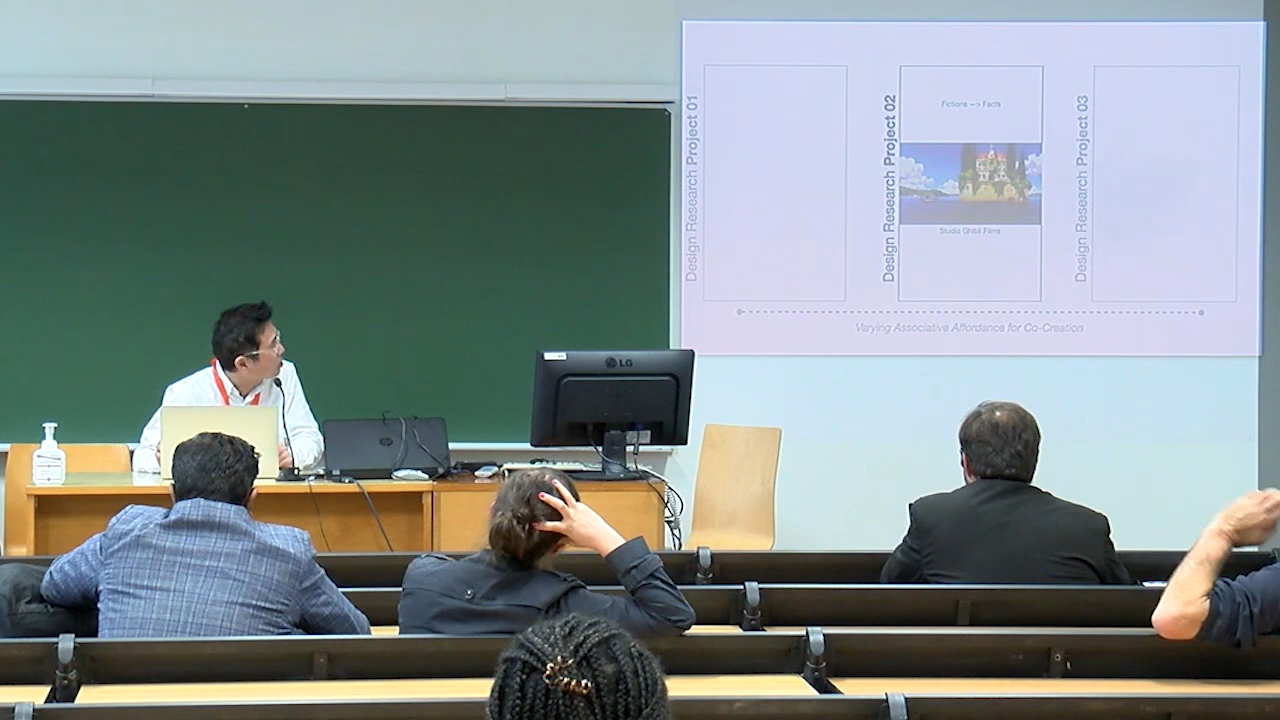 Design Research Project 01
Design Research Project 02
Fictions --> Facts
Studio Ghibli Films
Design Research Project 03
Varying Associative Affordance for Co-Creation
LG
hp